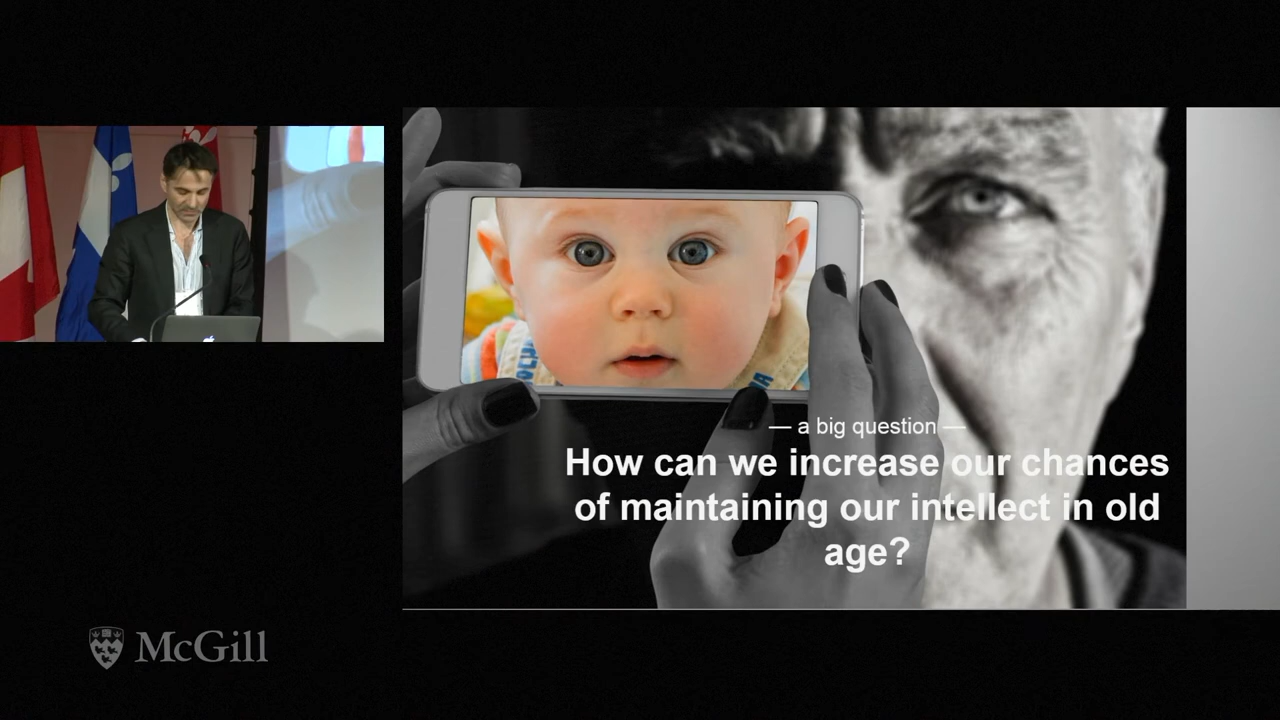 — a big question —
How can we increase our chances
of maintaining our intellect in old
age?
McGill